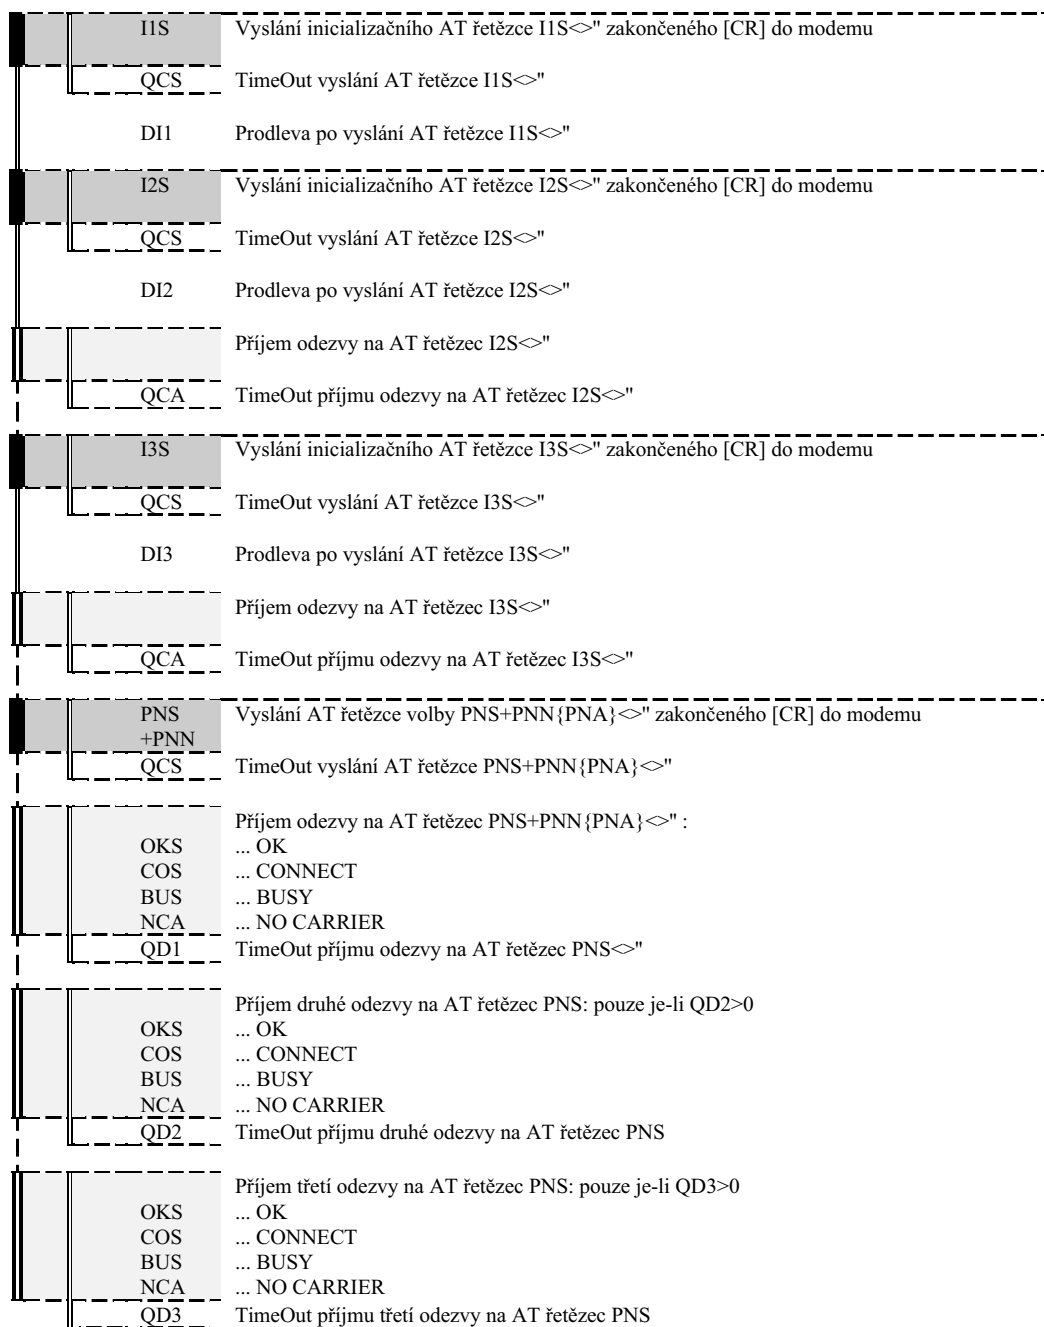 I1S Vyslání inicializačního AT řetězce I1S<>" zakončeného [CR] do modemu
QCS TimeOut vyslání AT řetězce I1S<>"
DI1 Prodleva po vyslání AT řetězce I1S<>"
I2S Vyslání inicializačního AT řetězce I2S<>" zakončeného [CR] do modemu
QCS TimeOut vyslání AT řetězce I2S<>"
DI2 Prodleva po vyslání AT řetězce I2S<>"
Příjem odezvy na AT řetězec I2S<>"
QCA TimeOut příjmu odezvy na AT řetězec I2S<>"
I3S Vyslání inicializačního AT řetězce I3S<>" zakončeného [CR] do modemu
QCS TimeOut vyslání AT řetězce I3S<>"
DI3 Prodleva po vyslání AT řetězce I3S<>"
Příjem odezvy na AT řetězec I3S<>"
QCA TimeOut příjmu odezvy na AT řetězec I3S<>"
PNS Vyslání AT řetězce volby PNS+PNN{PNA}<>" zakončeného [CR] do modemu
+PNN
QCS TimeOut vyslání AT řetězce PNS+PNN{PNA}<>"
Příjem odezvy na AT řetězec PNS+PNN{PNA}<>" :
OKS ... OK
COS ... CONNECT
BUS ... BUSY
NCA ... NO CARRIER
QD1 TimeOut příjmu odezvy na AT řetězec PNS<>"
Příjem druhé odezvy na AT řetězec PNS: pouze je-li QD2>0
OKS ... OK
COS ... CONNECT
BUS ... BUSY
NCA ... NO CARRIER
QD2 TimeOut příjmu druhé odezvy na AT řetězec PNS
Příjem třetí odezvy na AT řetězec PNS: pouze je-li QD3>0
OKS ... OK
COS ... CONNECT
BUS ... BUSY
NCA ... NO CARRIER
QD3 TimeOut příjmu třetí odezvy na AT řetězec PNS